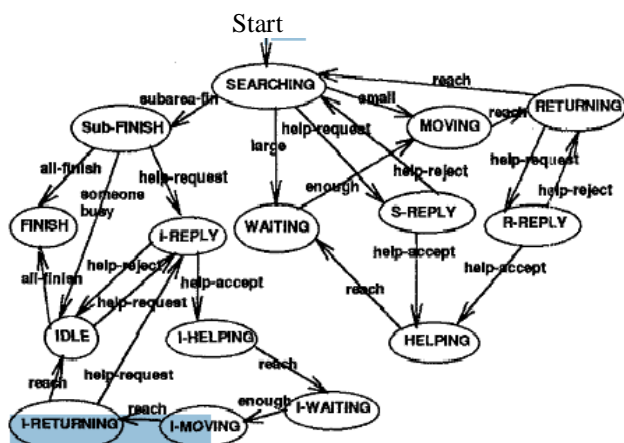 Start
SEARCHING
reach
RETURNING
subarea-fin
small
reach
Sub-FINISH
MOVING
help-request
large
help-request
all-finish
help-request
enough
help-reject
help-reject
someone
busy
FINISH
i-REPLY
WAITING
S-REPLY
R-REPLY
help-reject
help-accept
all-finish
help-request
help-accept
help-accept
reach
IDLE
I-HELPING
HELPING
reach
reach
help-request
enough
I-WAITING
reach
I-RETURNING
I-MOVING